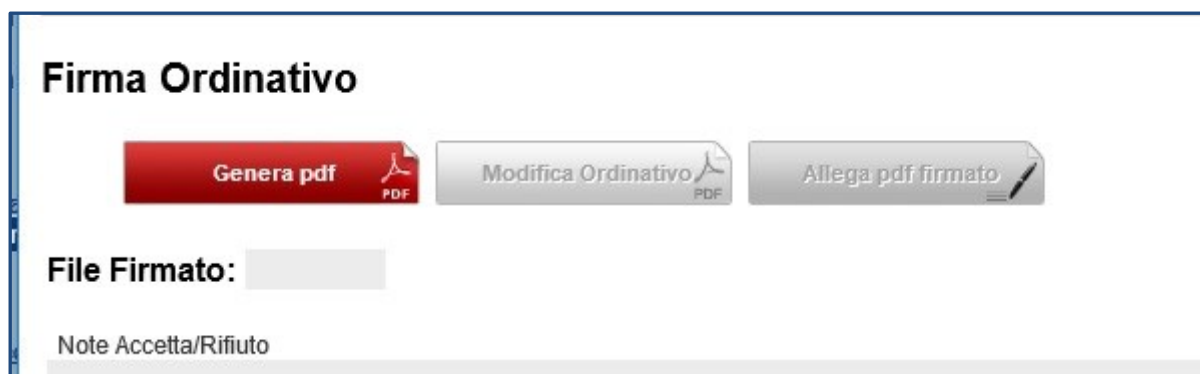 Firma Ordinativo
Genera pdf PDF Modifica Ordinativo PDF Allega pdf firmato
File Firmato:
Note Accetta/Rifiuto